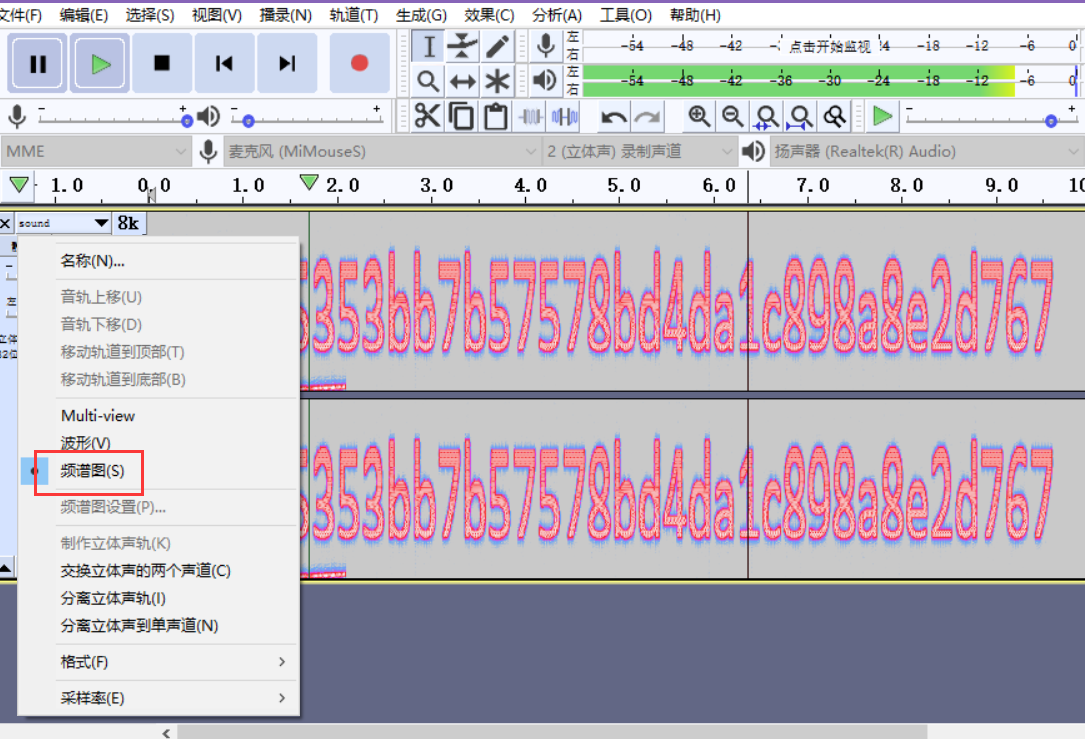 文件(F) 编辑(E) 选择(S) 视图(V) 播录(N) 轨道(T) 生成(G) 效果(C) 分析(A) 工具(O) 帮助(H)
左 右 -54 -48 -42 点击开始监视 -18 -12 -6 0
左 右 -54 -48 -42 -36 -30 -24 -18 -12 -6 0
- + - + - +
MME 麦克风 (MiMouseS) 2 (立体声) 录制声道 扬声器 (Realtek(R) Audio)
1.0 0.0 1.0 2.0 3.0 4.0 5.0 6.0 7.0 8.0 9.0
sound 8k
名称(N)...
音轨上移(U)
音轨下移(D)
移动轨道到顶部(T)
移动轨道到底部(B)
Multi-view
波形(V)
频谱图(S)
频谱图设置(P)...
制作立体声轨(K)
交换立体声的两个声道(C)
分离立体声轨(I)
分离立体声到单声道(N)
格式(F)
采样率(E)
5353bb7b57578bd4da1c898a8e2d767
5353bb7b57578bd4da1c898a8e2d767